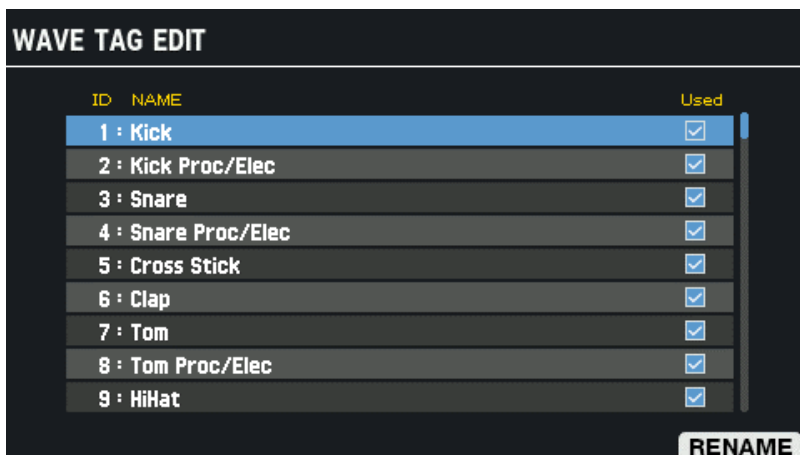 WAVE TAG EDIT
ID NAME Used
1 : Kick
2 : Kick Proc/Elec
3 : Snare
4 : Snare Proc/Elec
5 : Cross Stick
6 : Clap
7 : Tom
8 : Tom Proc/Elec
9 : HiHat
RENAME